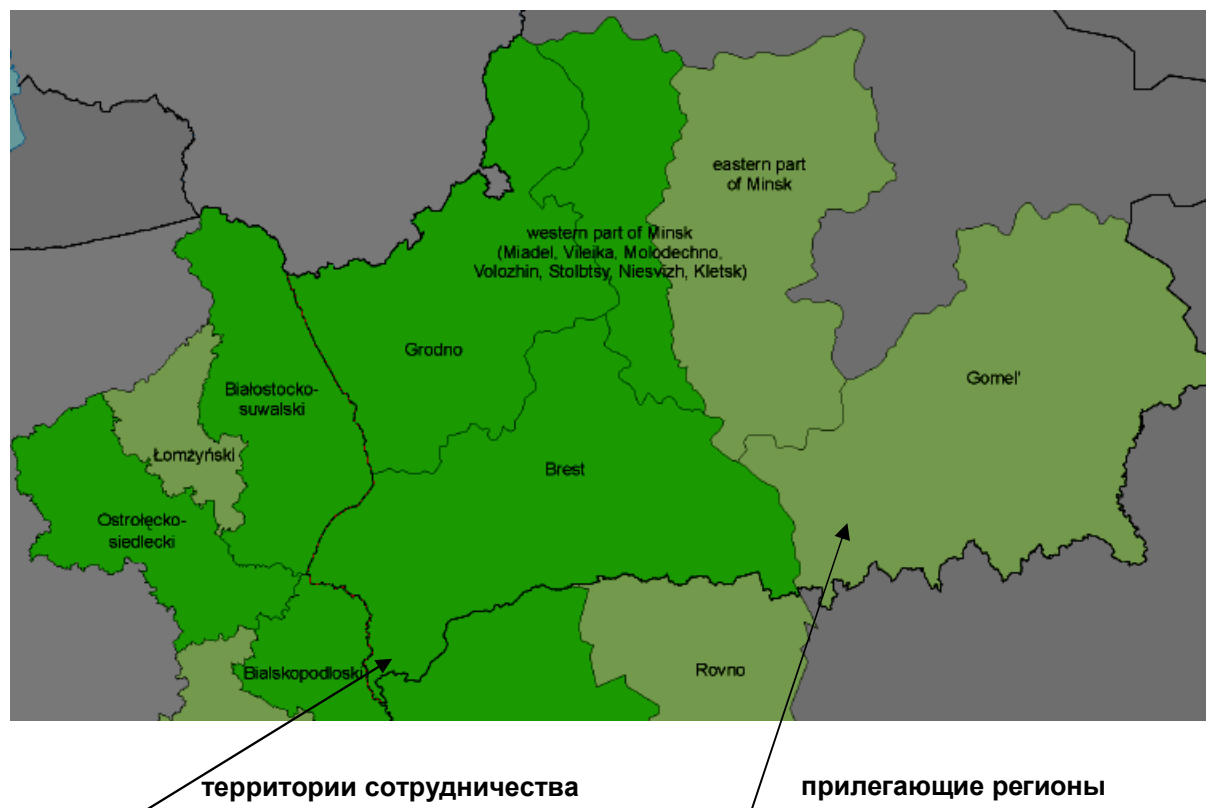 eastern part
of Minsk
western part of Minsk
(Miadel, Vileika, Molodechno,
Volozhin, Stolbtsy, Niesvizh, Kletsk)
Grodno
Gomel'
Białostocko-
suwalski
Łomżyński
Brest
Ostrołęcko-
siedlecki
Bialskopodloski
Rovno
территории сотрудничества
прилегающие регионы